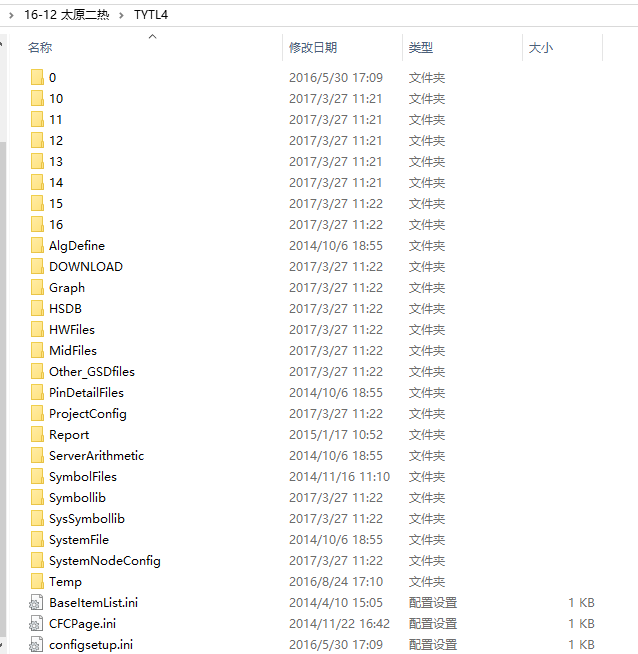 16-12 太原二热 › TYTL4
名称 修改日期 类型 大小
0 2016/5/30 17:09 文件夹
10 2017/3/27 11:21 文件夹
11 2017/3/27 11:21 文件夹
12 2017/3/27 11:21 文件夹
13 2017/3/27 11:21 文件夹
14 2017/3/27 11:21 文件夹
15 2017/3/27 11:22 文件夹
16 2017/3/27 11:22 文件夹
AlgDefine 2014/10/6 18:55 文件夹
DOWNLOAD 2017/3/27 11:22 文件夹
Graph 2017/3/27 11:22 文件夹
HSDB 2017/3/27 11:22 文件夹
HWFiles 2017/3/27 11:22 文件夹
MidFiles 2017/3/27 11:22 文件夹
Other_GSDfiles 2017/3/27 11:22 文件夹
PinDetailFiles 2014/10/6 18:55 文件夹
ProjectConfig 2017/3/27 11:22 文件夹
Report 2015/1/17 10:52 文件夹
ServerArithmetic 2014/10/6 18:55 文件夹
SymbolFiles 2014/11/16 11:10 文件夹
Symbollib 2017/3/27 11:22 文件夹
SysSymbollib 2017/3/27 11:22 文件夹
SystemFile 2014/10/6 18:55 文件夹
SystemNodeConfig 2017/3/27 11:22 文件夹
Temp 2016/8/24 17:10 文件夹
BaseItemList.ini 2014/4/10 15:05 配置设置 1 KB
CFCPage.ini 2014/11/22 16:42 配置设置 1 KB
configsetup.ini 2016/5/30 17:09 配置设置 1 KB